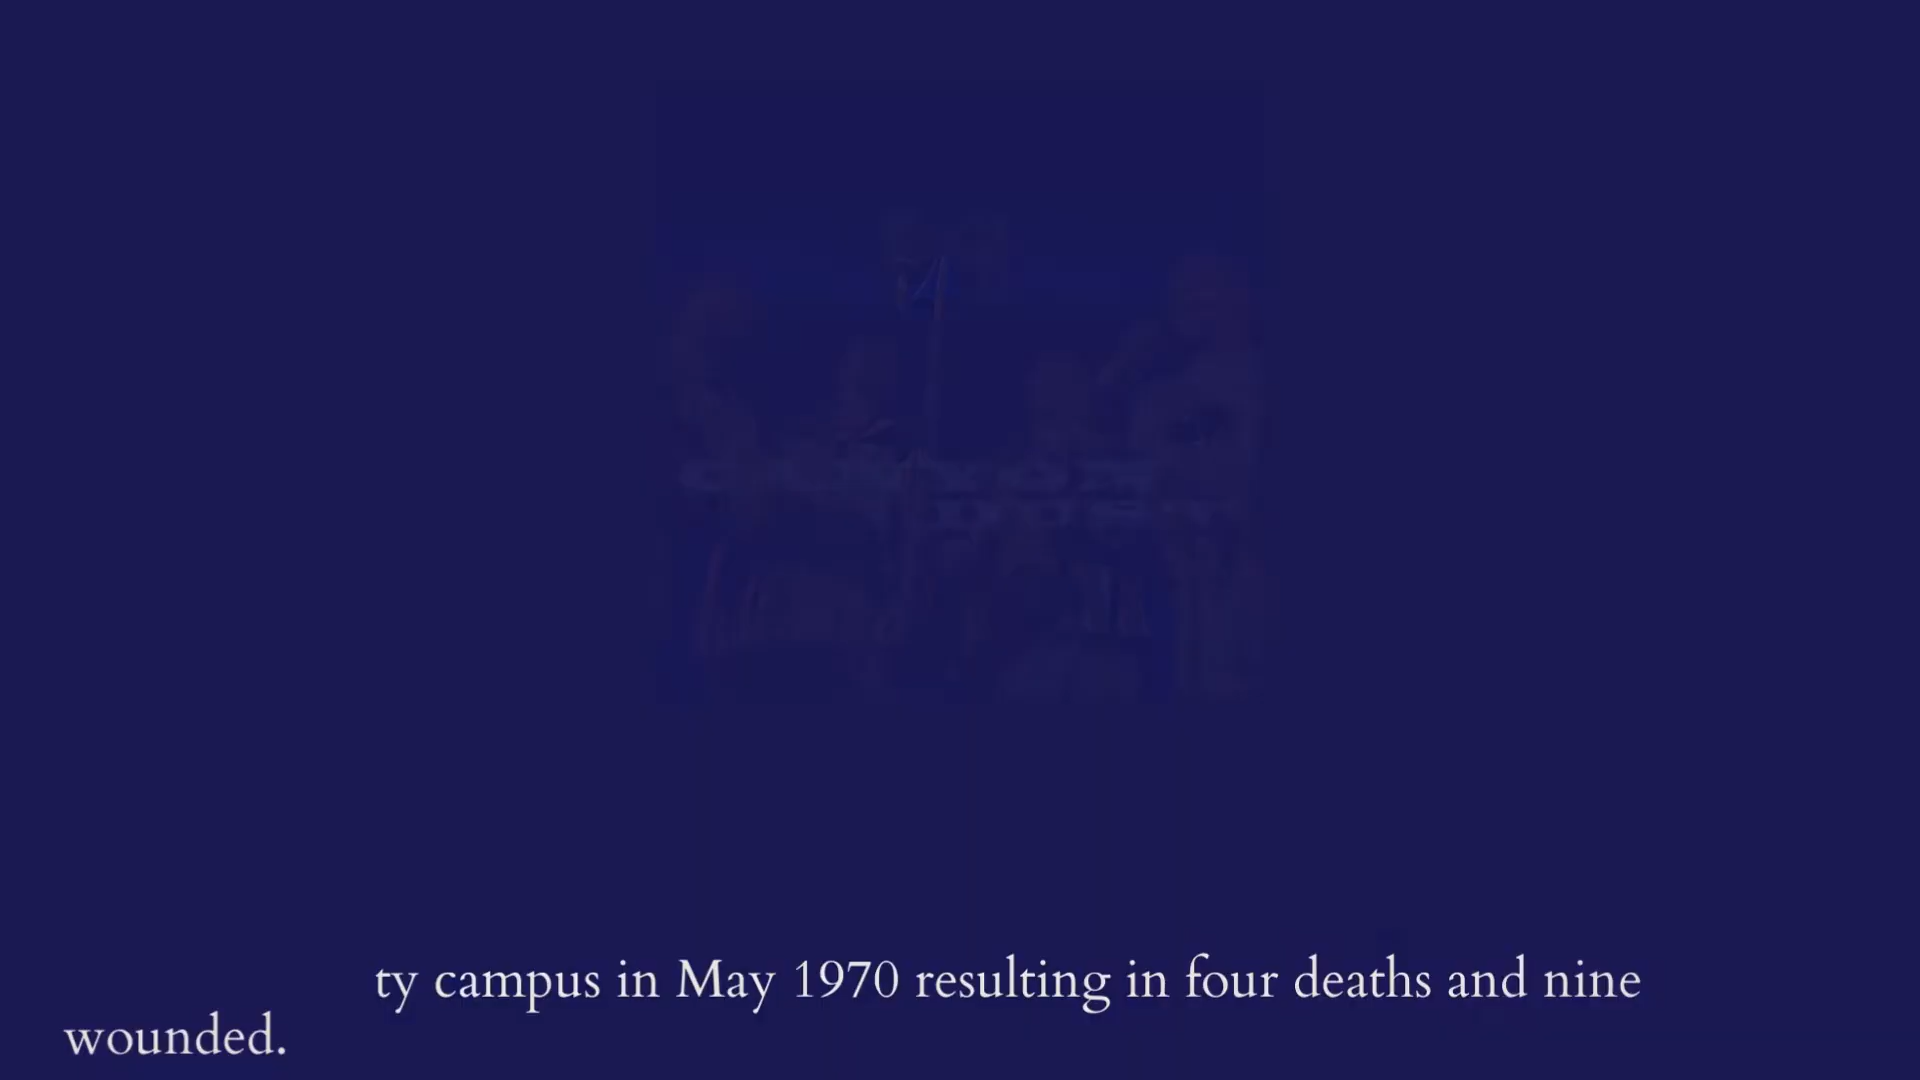 ty campus in May 1970 resulting in four deaths and nine
wounded.